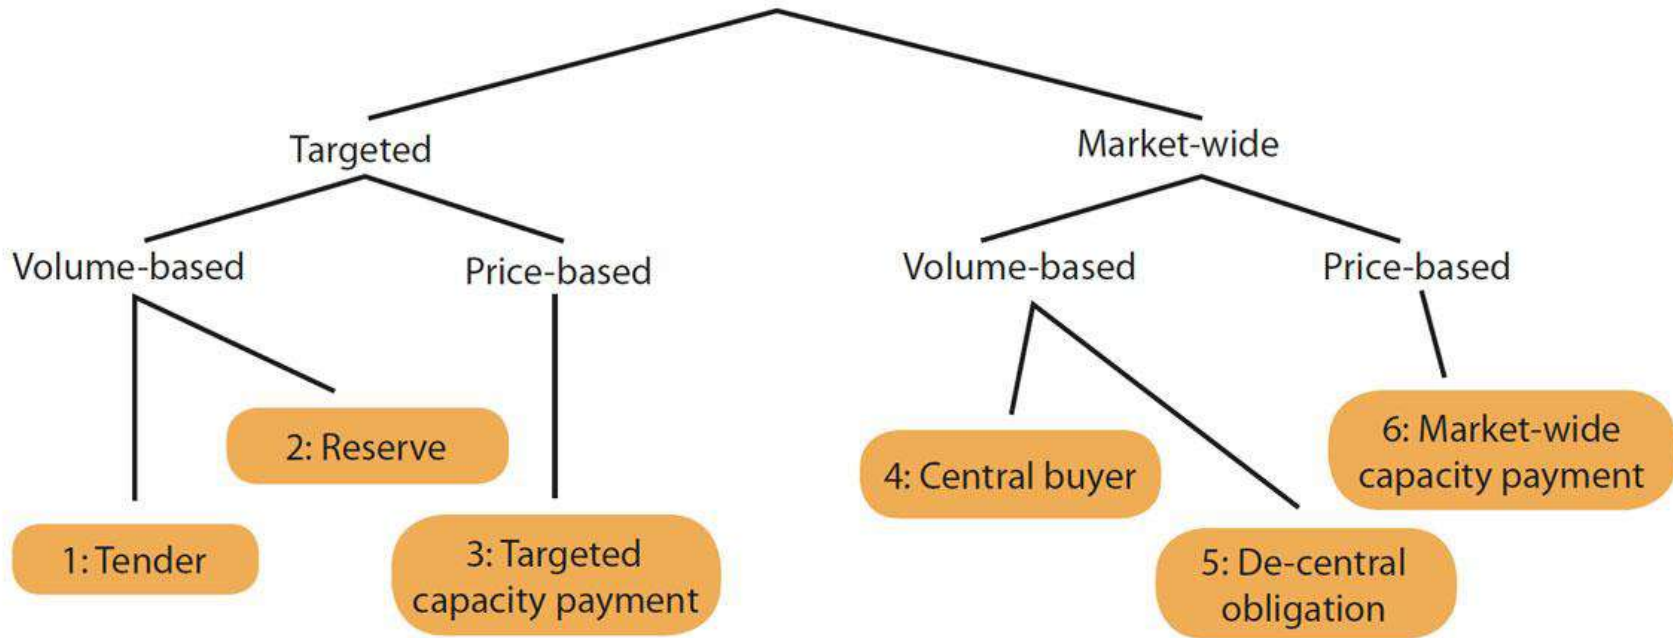 Targeted
Market-wide
Volume-based
Price-based
Volume-based
Price-based
1: Tender
2: Reserve
3: Targeted
capacity payment
4: Central buyer
5: De-central
obligation
6: Market-wide
capacity payment